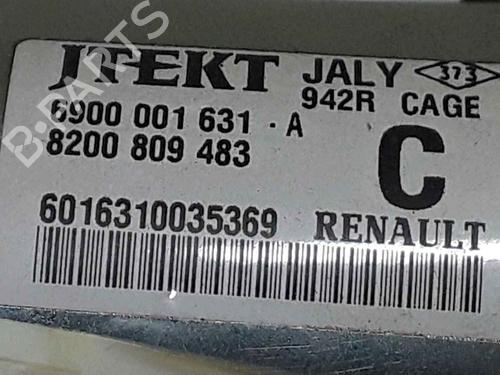 JTEKT JALY 373
6900 001 631 - A 942R CAGE
8200 809 483 C
6016310035369 RENAULT
B-PARTS